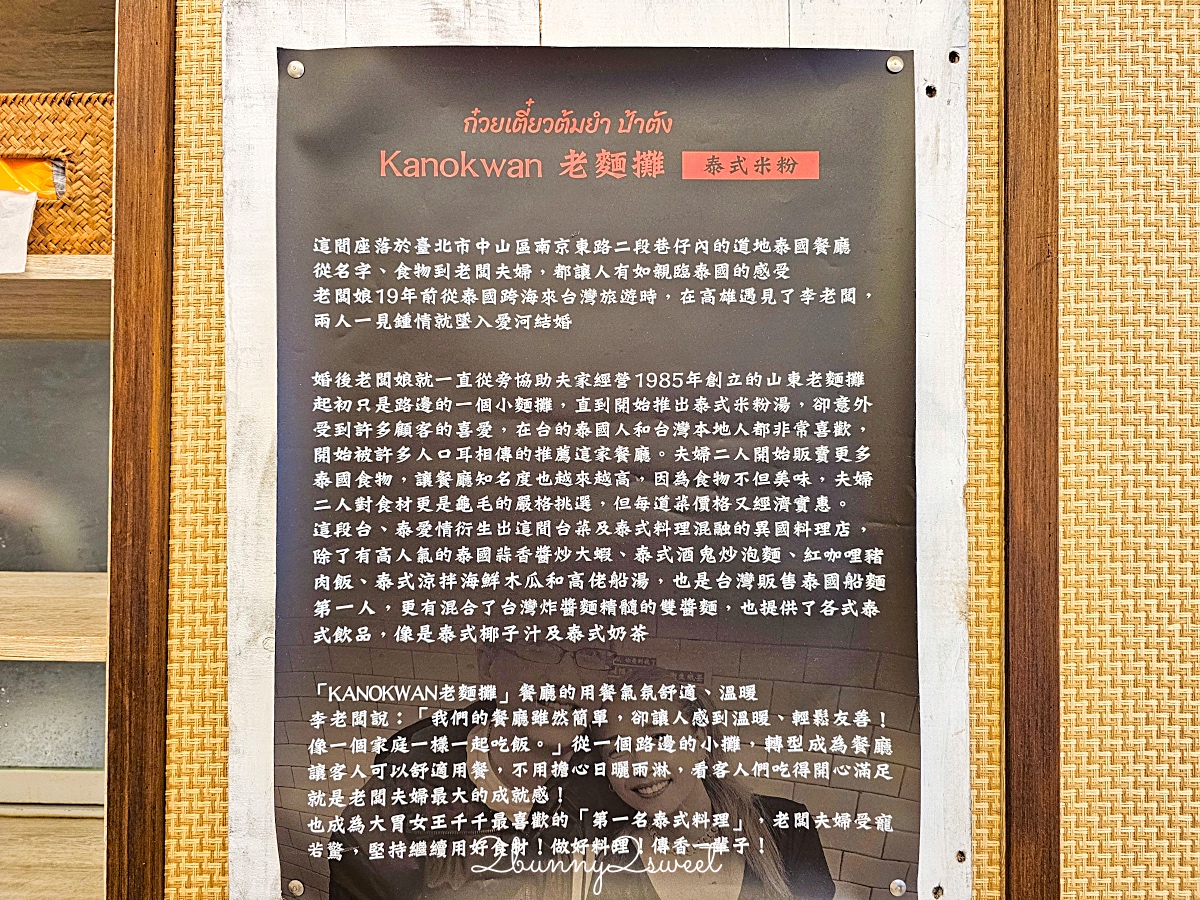 ก๋วยเตี๋ยวต้มยำ ป้าตัง
Kanokwan 老麵攤 泰式米粉
這間座落於臺北市中山區南京東路二段巷仔內的道地泰國餐廳
從名字、食物到老闆夫婦，都讓人有如親臨泰國的感受
老闆娘19年前從泰國跨海來台灣旅遊時，在高雄遇見了李老闆，
兩人一見鍾情就墜入愛河結婚
婚後老闆娘就一直從旁協助夫家經營1985年創立的山東老麵攤
起初只是路邊的一個小麵攤，直到開始推出泰式米粉湯，卻意外
受到許多顧客的喜愛，在台的泰國人和台灣本地人都非常喜歡，
開始被許多人口耳相傳的推薦這家餐廳。夫婦二人開始販賣更多
泰國食物，讓餐廳知名度也越來越高，因為食物不但美味，夫婦
二人對食材更是龜毛的嚴格挑選，但每道菜價格又經濟實惠。
這段台、泰愛情衍生出這間台菜及泰式料理混融的異國料理店，
除了有高人氣的泰國蒜香醬炒大蝦、泰式酒鬼炒泡麵、紅咖哩豬
肉飯、泰式涼拌海鮮木瓜和高佬船湯，也是台灣販售泰國船麵
第一人，更有混合了台灣炸醬麵精髓的雙醬麵，也提供了各式泰
式飲品，像是泰式椰子汁及泰式奶茶
「KANOKWAN老麵攤」餐廳的用餐氣氛舒適、溫暖
李老闆說：「我們的餐廳雖然簡單，卻讓人感到溫暖、輕鬆友善！
像一個家庭一樣一起吃飯。」從一個路邊的小攤，轉型成為餐廳
讓客人可以舒適用餐，不用擔心日曬雨淋，看客人們吃得開心滿足
就是老闆夫婦最大的成就感！
也成為大胃女王千千最喜歡的「第一名泰式料理」，老闆夫婦受寵
若驚，堅持繼續用好食材！做好料理！傳香一輩子！
2bunny2sweet